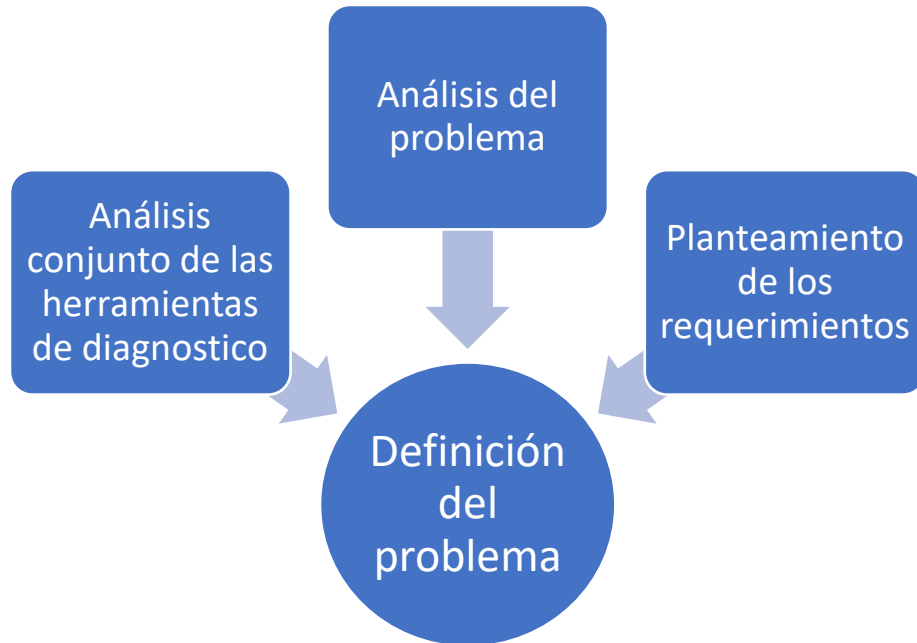 Análisis del
problema
Análisis
conjunto de las
herramientas
de diagnostico
Planteamiento
de los
requerimientos
Definición
del
problema